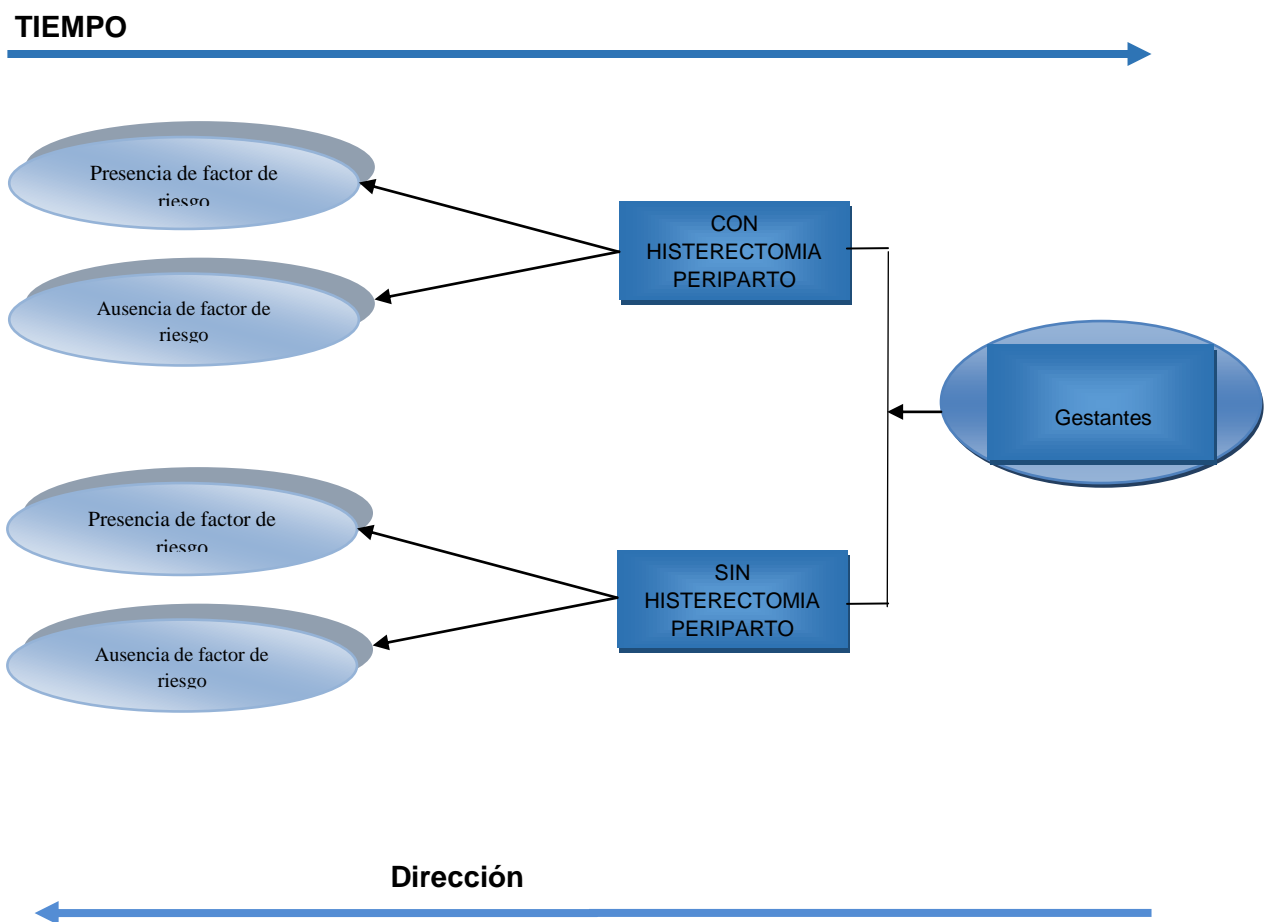 TIEMPO
Presencia de factor de
riesgo
Ausencia de factor de
riesgo
CON
HISTERECTOMIA
PERIPARTO
Gestantes
Presencia de factor de
riesgo
Ausencia de factor de
riesgo
SIN
HISTERECTOMIA
PERIPARTO
Dirección